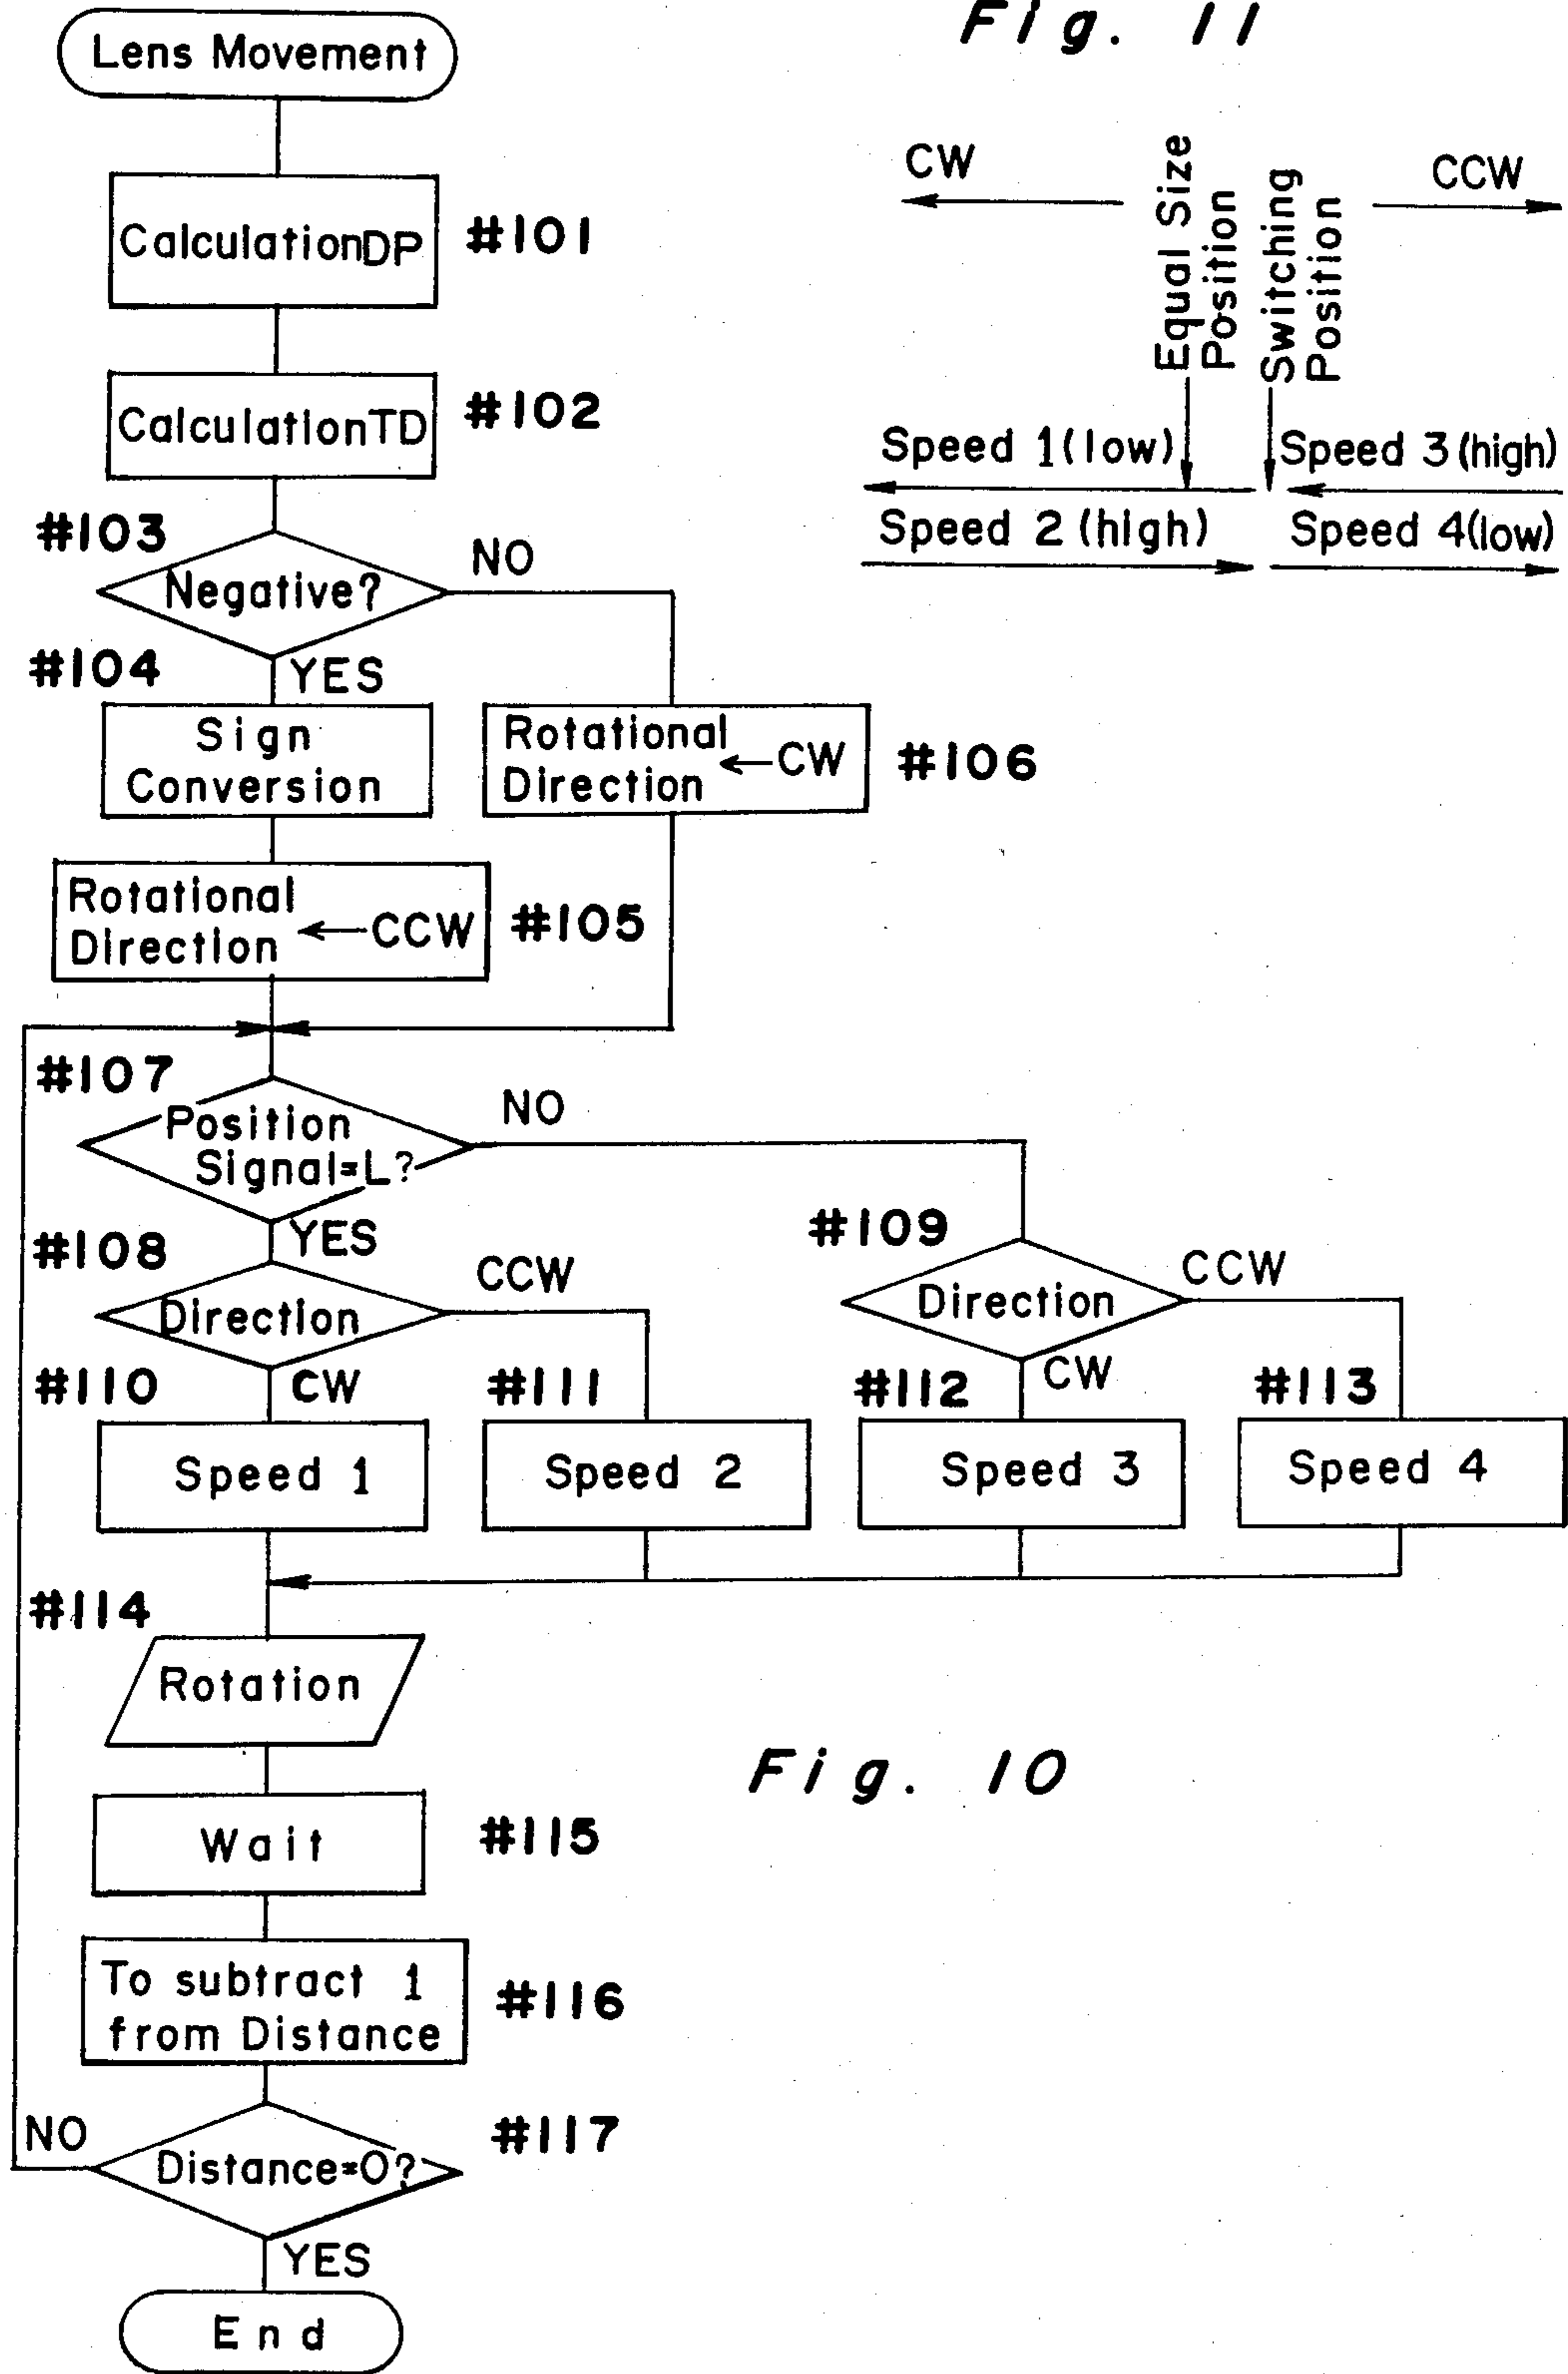 Fig. 11
Lens Movement
CW
CCW
Equal Size
Position
Switching
Position
CalculationDP
#101
CalculationTD
#102
Speed 1(low)
Speed 3(high)
Speed 2(high)
Speed 4(low)
#103
NO
Negative?
#104
YES
Sign
Conversion
Rotational
Direction
←CW
#106
Rotational
Direction
←CCW
#105
#107
NO
Position
Signal=L?
YES
#108
CCW
Direction
#109
CCW
Direction
#110
CW
#111
#112
CW
#113
Speed 1
Speed 2
Speed 3
Speed 4
#114
Rotation
Fig. 10
Wait
#115
To subtract 1
from Distance
#116
NO
#117
Distance=0?
YES
End